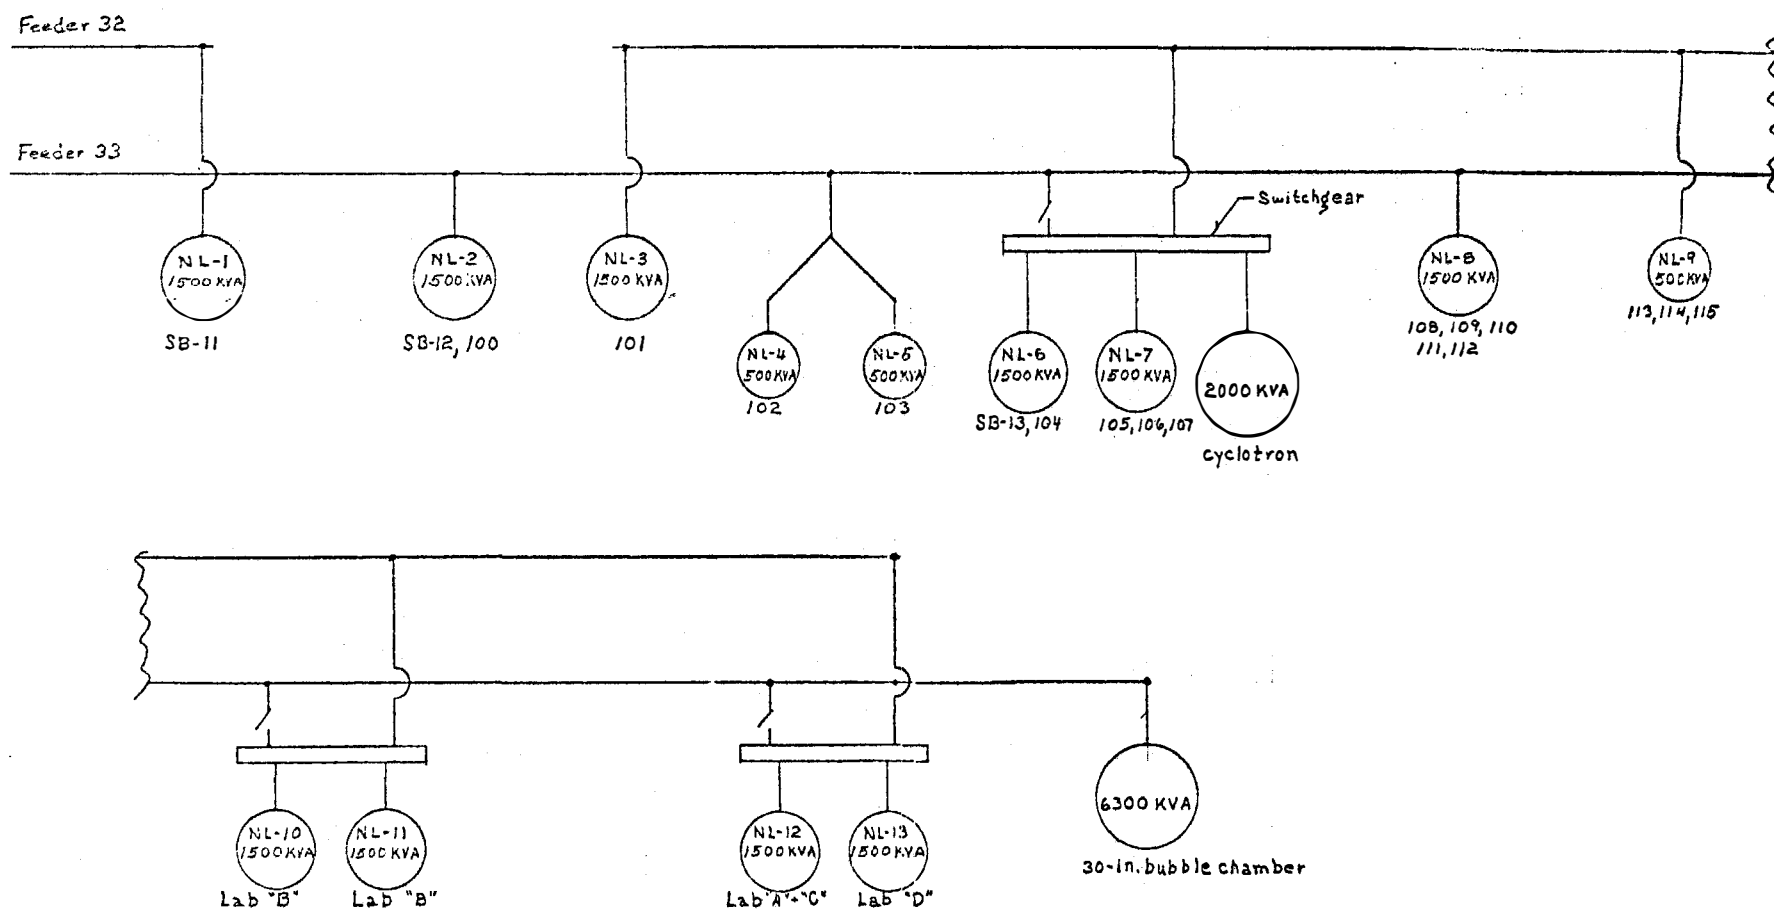 Feeder 32
Feeder 33
Switchgear
NL-1
1500 KVA
SB-11
NL-2
1500 KVA
SB-12, 100
NL-3
1500 KVA
101
NL-4
500 KVA
102
NL-5
500 KVA
103
NL-6
1500 KVA
SB-13, 104
NL-7
1500 KVA
105, 106, 107
2000 KVA
cyclotron
NL-8
1500 KVA
108, 109, 110
111, 112
NL-9
500 KVA
113, 114, 115
NL-10
1500 KVA
Lab "B"
NL-11
1500 KVA
Lab "B"
NL-12
1500 KVA
Lab "A" + "C"
NL-13
1500 KVA
Lab "D"
6300 KVA
30-in. bubble chamber